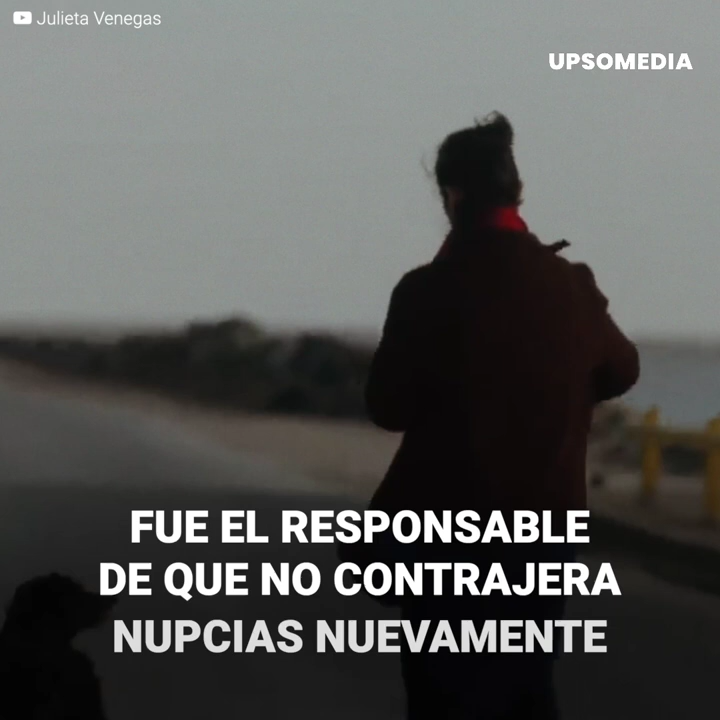 Julieta Venegas
UPSOMEDIA
FUE EL RESPONSABLE
DE QUE NO CONTRAJERA
NUPCIAS NUEVAMENTE